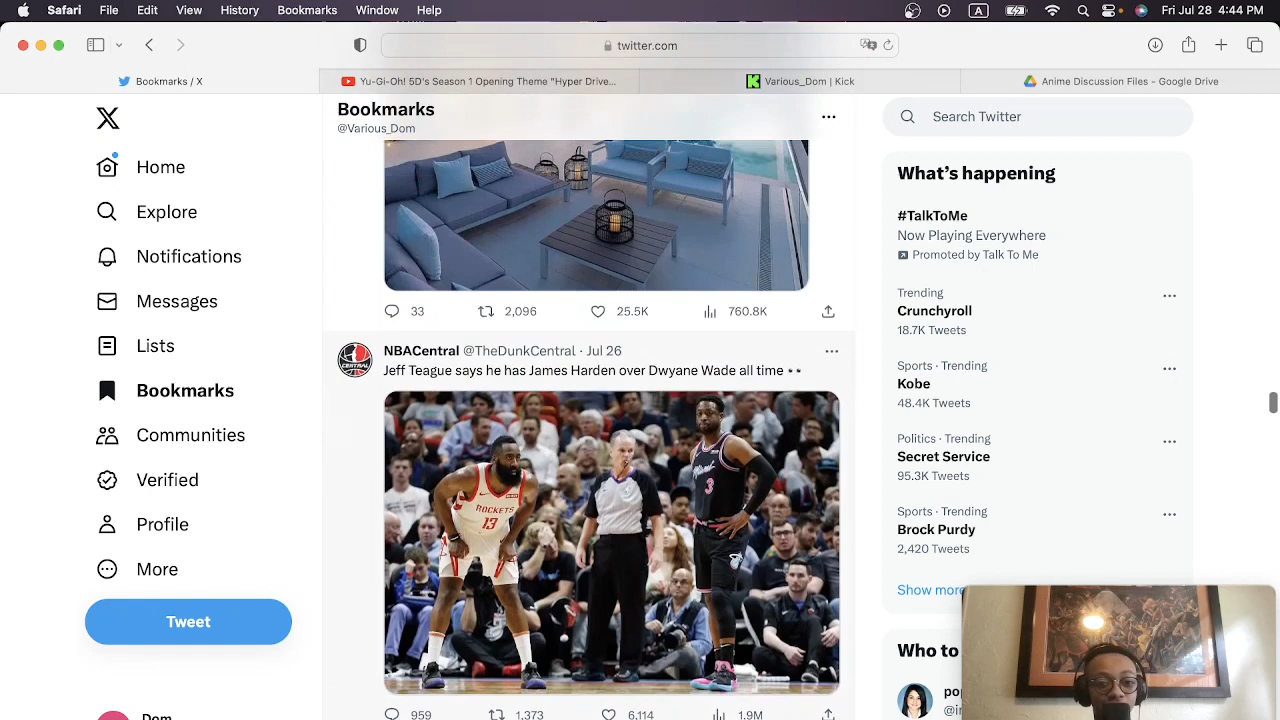 Safari File Edit View History Bookmarks Window Help
A
Fri Jul 28 4:44 PM
twitter.com
Bookmarks / X
Yu-Gi-Oh! 5D's Season 1 Opening Theme "Hyper Drive...
Various_Dom | Kick
Anime Discussion Files – Google Drive
Home
Explore
Notifications
Messages
Lists
Bookmarks
Communities
Verified
Profile
More
Tweet
Dom
Bookmarks
@Various_Dom
33 2,096 25.5K 760.8K
NBACentral @TheDunkCentral · Jul 26
Jeff Teague says he has James Harden over Dwyane Wade all time 👀
CENTRAL
ROCKETS
13
3
959 1,373 6,114 1.9M
Search Twitter
What's happening
#TalkToMe
Now Playing Everywhere
Promoted by Talk To Me
Trending
Crunchyroll
18.7K Tweets
Sports · Trending
Kobe
48.4K Tweets
Politics · Trending
Secret Service
95.3K Tweets
Sports · Trending
Brock Purdy
2,420 Tweets
Show more
Who to